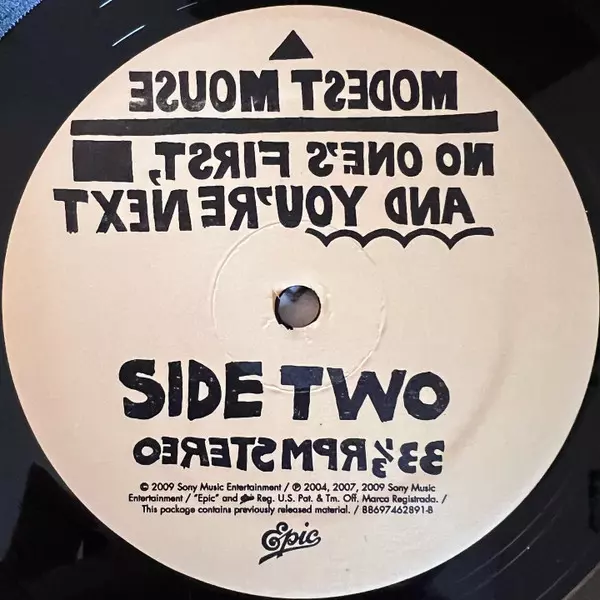 MODEST MOUSE
NO ONE'S FIRST,
AND YOU'RE NEXT
SIDE TWO
33 ⅓ RPM STEREO
© 2009 Sony Music Entertainment / ℗ 2004, 2007, 2009 Sony Music
Entertainment / "Epic" and Reg. U.S. Pat. & Tm. Off. Marca Registrada. /
This package contains previously released material. / 88697462891-B
Epic